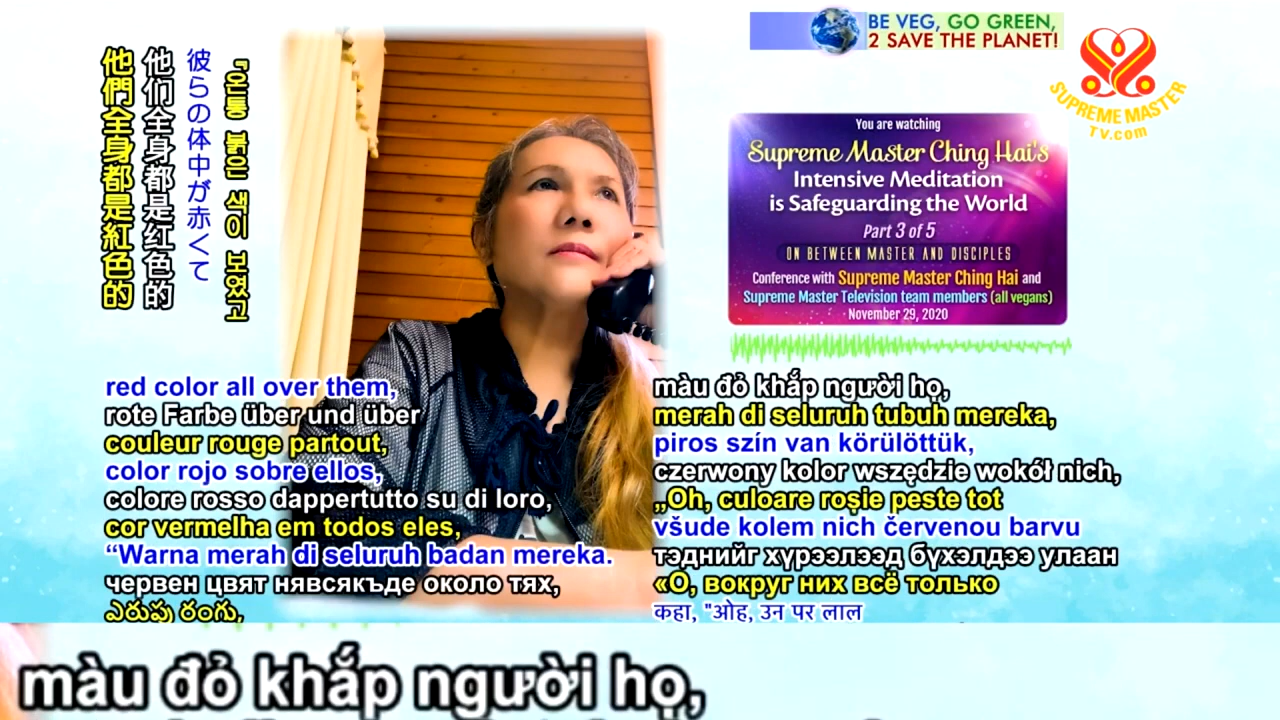 BE VEG, GO GREEN,
2 SAVE THE PLANET!
SUPREME MASTER
TV.com
他們全身都是紅色的
他们全身都是红色的
彼らの体中が赤くて
『온통 붉은 색이 보였고
You are watching
Supreme Master Ching Hai's
Intensive Meditation
is Safeguarding the World
Part 3 of 5
ON BETWEEN MASTER AND DISCIPLES
Conference with Supreme Master Ching Hai and
Supreme Master Television team members (all vegans)
November 29, 2020
red color all over them,
rote Farbe über und über
couleur rouge partout,
color rojo sobre ellos,
colore rosso dappertutto su di loro,
cor vermelha em todos eles,
“Warna merah di seluruh badan mereka.
червен цвят нявсякъде около тях,
ఎరుపు రంగు,
màu đỏ khắp người họ,
merah di seluruh tubuh mereka,
piros szín van körülöttük,
czerwony kolor wszędzie wokół nich,
„Oh, culoare roșie peste tot
všude kolem nich červenou barvu
тэднийг хүрээлээд бүхэлдээ улаан
«О, вокруг них всё только
कहा, "ओह, उन पर लाल
màu đỏ khắp người họ,